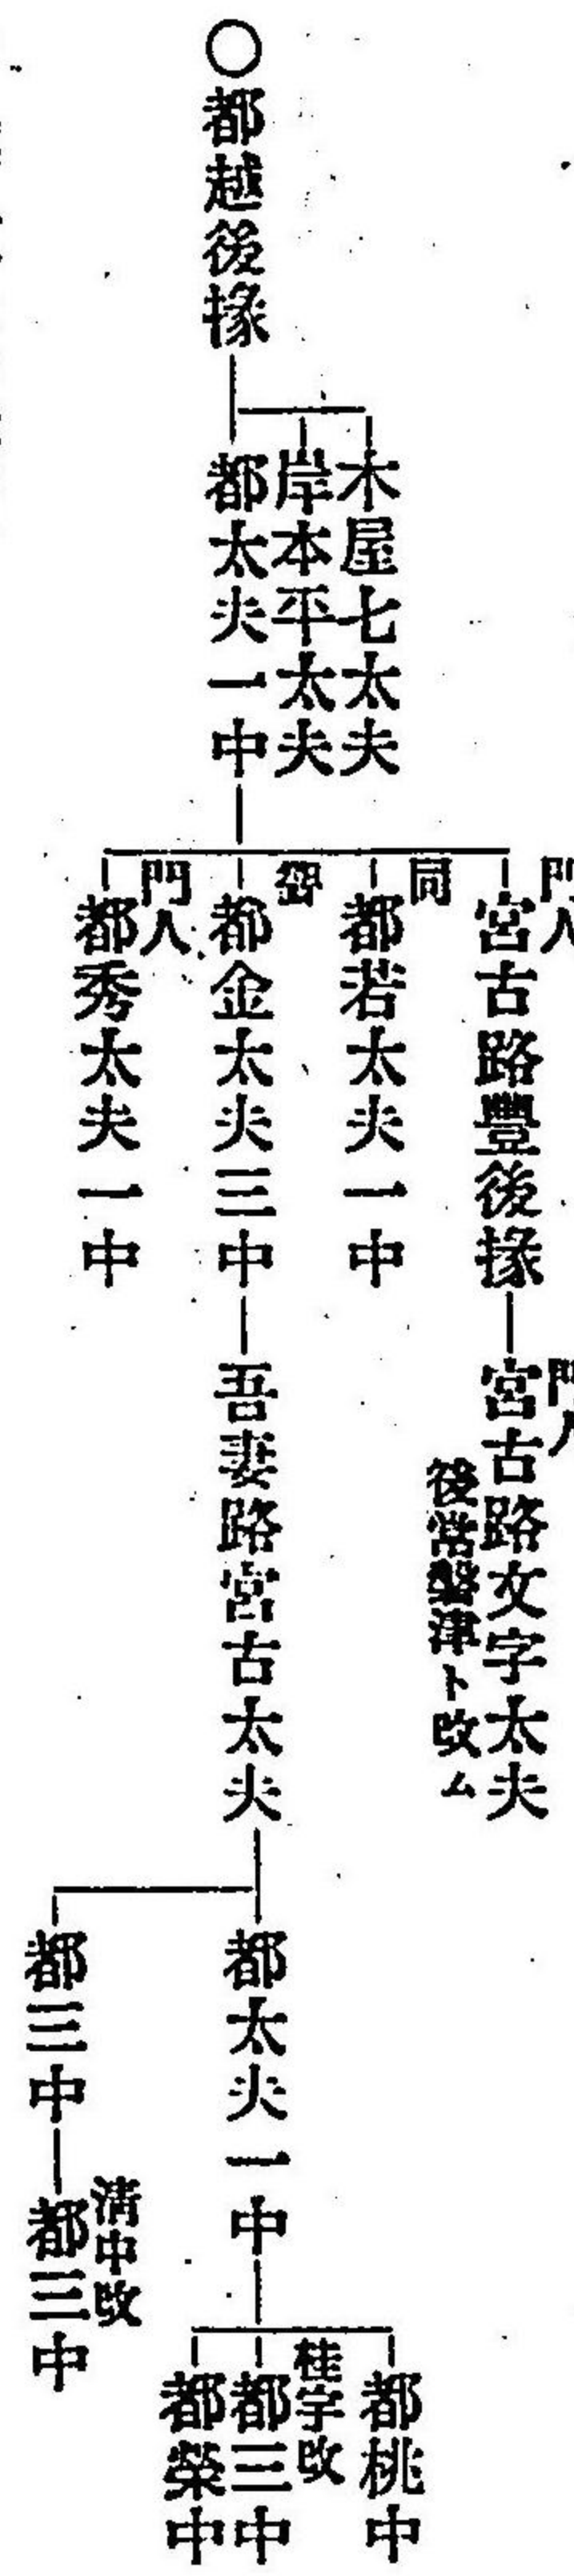 〇都越後掾
木屋七太夫
岸本平太夫
都太夫一中
門人
宮古路豐後掾
同
都若太夫一中
都金太夫三中
門人
都秀太夫一中
門人
宮古路文字太夫
後常磐津ト改ム
吾妻路宮古太夫
都太夫一中
都三中
淸中改
都三中
都桃中
桂字改
都三中
都榮中